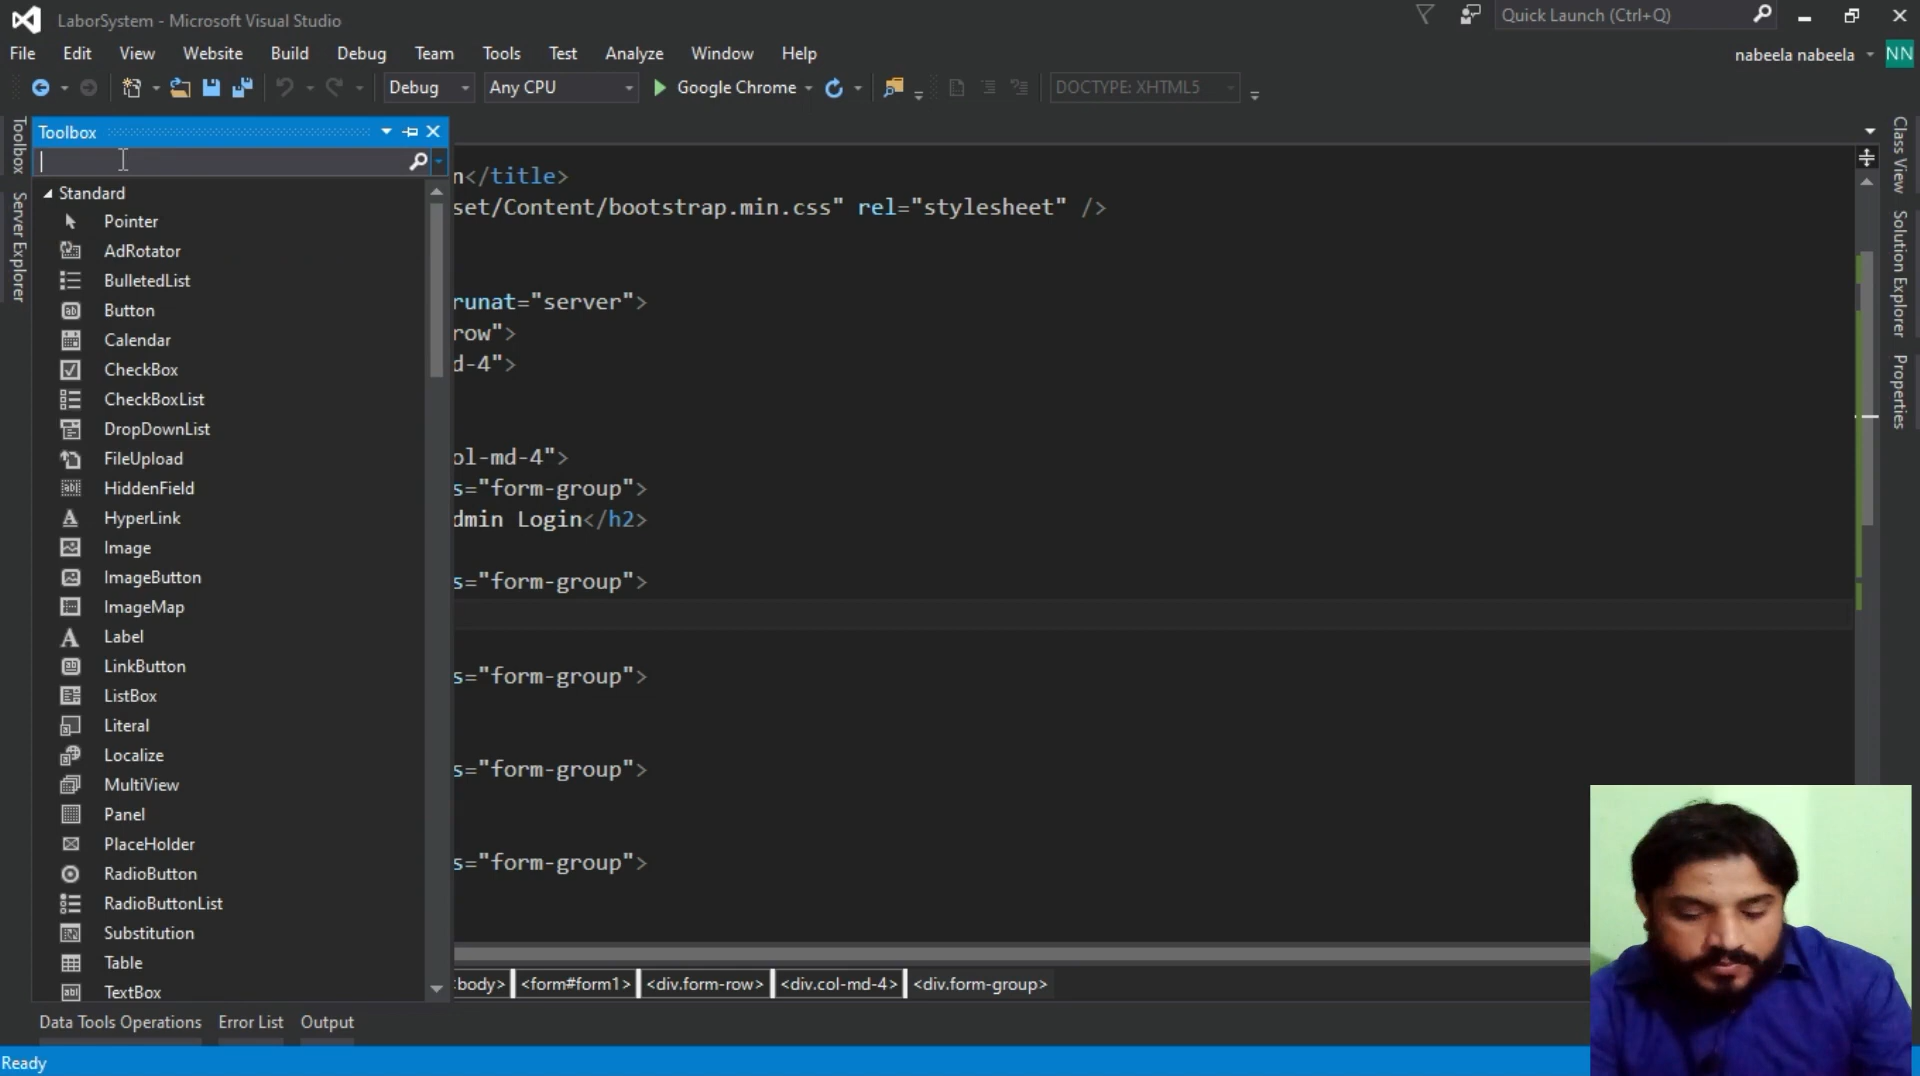 LaborSystem - Microsoft Visual Studio
Quick Launch (Ctrl+Q)
File Edit View Website Build Debug Team Tools Test Analyze Window Help
nabeela nabeela NN
Debug Any CPU Google Chrome DOCTYPE: XHTML5
Toolbox
Server Explorer
Toolbox
Standard
Pointer
AdRotator
BulletedList
Button
Calendar
CheckBox
CheckBoxList
DropDownList
FileUpload
HiddenField
HyperLink
Image
ImageButton
ImageMap
Label
LinkButton
ListBox
Literal
Localize
MultiView
Panel
PlaceHolder
RadioButton
RadioButtonList
Substitution
Table
TextBox
n</title>
set/Content/bootstrap.min.css" rel="stylesheet" />
runat="server">
row">
d-4">
ol-md-4">
s="form-group">
dmin Login</h2>
s="form-group">
s="form-group">
s="form-group">
s="form-group">
body> <form#form1> <div.form-row> <div.col-md-4> <div.form-group>
Class View
Solution Explorer
Properties
Data Tools Operations Error List Output
Ready